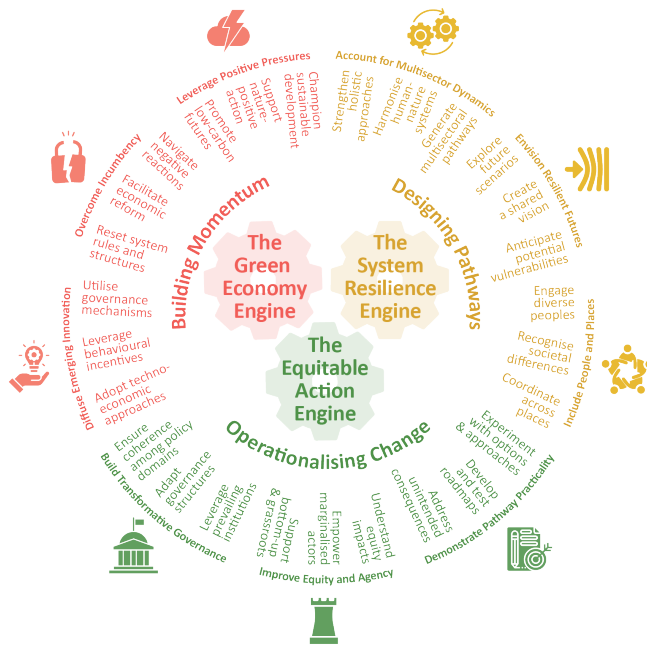 The
Green
Economy
Engine
The
System
Resilience
Engine
The
Equitable
Action
Engine
Building Momentum
Designing Pathways
Operationalising Change
Leverage Positive Pressures
Champion
sustainable
development
Support
nature-
positive
action
Promote
low-carbon
futures
Overcome Incumbency
Navigate
negative
reactions
Facilitate
economic
reform
Reset system
rules and
structures
Diffuse Emerging Innovation
Utilise
governance
mechanisms
Leverage
behavioural
incentives
Adopt techno-
economic
approaches
Account for Multisector Dynamics
Strengthen
holistic
approaches
Harmonise
human-
nature
systems
Generate
multisectoral
pathways
Envision Resilient Futures
Explore
future
scenarios
Create
a shared
vision
Anticipate
potential
vulnerabilities
Include People and Places
Engage
diverse
peoples
Recognise
societal
differences
Coordinate
across
places
Demonstrate Pathway Practicality
Experiment
with options
& approaches
Develop
and test
roadmaps
Address
unintended
consequences
Improve Equity and Agency
Understand
equity
impacts
Empower
marginalised
actors
Support
bottom-up
& grassroots
Build Transformative Governance
Leverage
prevailing
institutions
Adapt
governance
structures
Ensure
coherence
among policy
domains